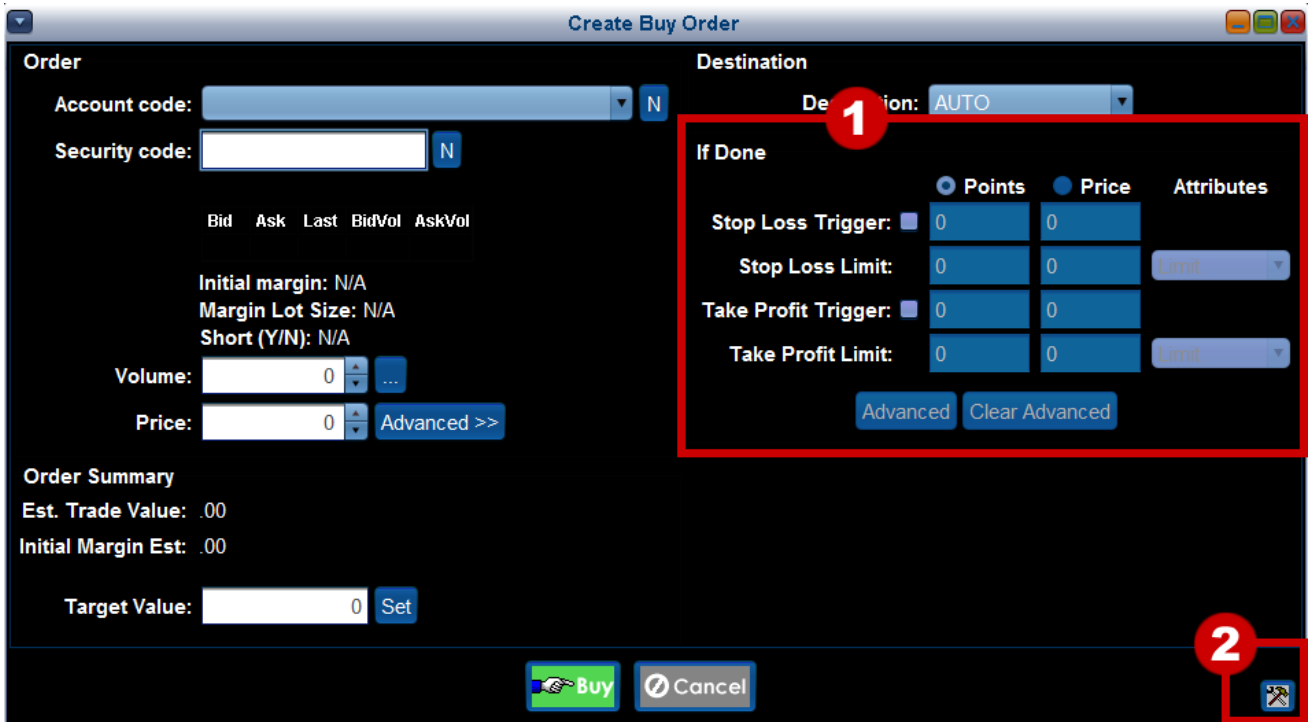 Create Buy Order
Order
Account code: N
Security code: N
Bid Ask Last BidVol AskVol
Initial margin: N/A
Margin Lot Size: N/A
Short (Y/N): N/A
Volume: 0 ...
Price: 0 Advanced >>
Order Summary
Est. Trade Value: .00
Initial Margin Est: .00
Target Value: 0 Set
Destination
AUTO
1
If Done
Points Price Attributes
Stop Loss Trigger: 0 0
Stop Loss Limit: 0 0 Limit
Take Profit Trigger: 0 0
Take Profit Limit: 0 0 Limit
Advanced Clear Advanced
2
Buy Cancel